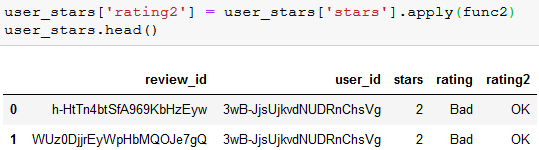 user_stars['rating2'] = user_stars['stars'].apply(func2)
user_stars.head()
review_id user_id stars rating rating2
0 h-HtTn4btSfA969KbHzEyw 3wB-JjsUjkvdNUDRnChsVg 2 Bad OK
1 WUz0DjjrEyWpHbMQOJe7gQ 3wB-JjsUjkvdNUDRnChsVg 2 Bad OK